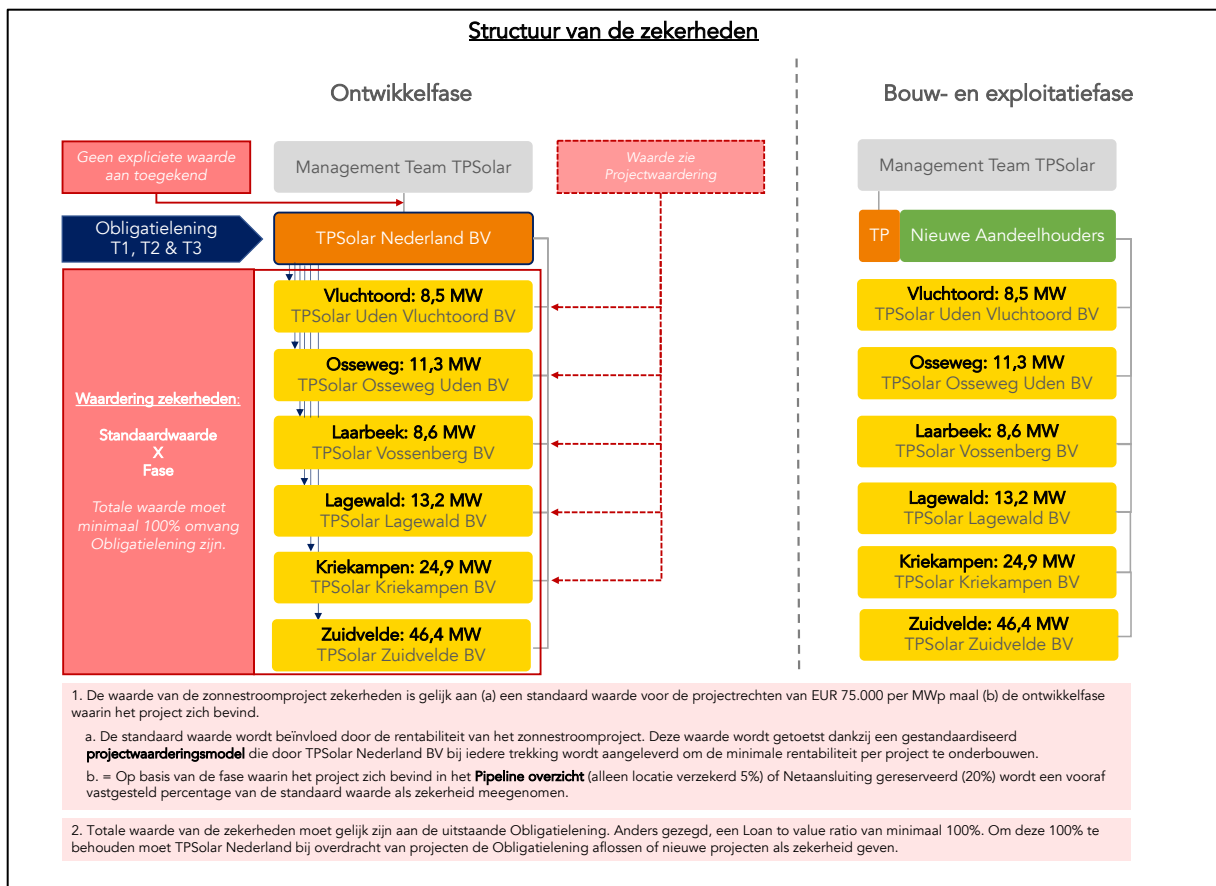 Structuur van de zekerheden
Ontwikkelfase
Bouw- en exploitatiefase
Geen expliciete waarde
aan toegekend
Management Team TPSolar
Waarde zie
Projectwaardering
Management Team TPSolar
Obligatielening
T1, T2 & T3
TPSolar Nederland BV
TP
Nieuwe Aandeelhouders
Waardering zekerheden:
Standaardwaarde
X
Fase
Totale waarde moet
minimaal 100% omvang
Obligatielening zijn.
Vluchtoord: 8,5 MW
TPSolar Uden Vluchtoord BV
Osseweg: 11,3 MW
TPSolar Osseweg Uden BV
Laarbeek: 8,6 MW
TPSolar Vossenberg BV
Lagewald: 13,2 MW
TPSolar Lagewald BV
Kriekampen: 24,9 MW
TPSolar Kriekampen BV
Zuidvelde: 46,4 MW
TPSolar Zuidvelde BV
Vluchtoord: 8,5 MW
TPSolar Uden Vluchtoord BV
Osseweg: 11,3 MW
TPSolar Osseweg Uden BV
Laarbeek: 8,6 MW
TPSolar Vossenberg BV
Lagewald: 13,2 MW
TPSolar Lagewald BV
Kriekampen: 24,9 MW
TPSolar Kriekampen BV
Zuidvelde: 46,4 MW
TPSolar Zuidvelde BV
1. De waarde van de zonnestroomproject zekerheden is gelijk aan (a) een standaard waarde voor de projectrechten van EUR 75.000 per MWp maal (b) de ontwikkelfase
waarin het project zich bevind.
a. De standaard waarde wordt beïnvloed door de rentabiliteit van het zonnestroomproject. Deze waarde wordt getoetst dankzij een gestandaardiseerd
projectwaarderingsmodel die door TPSolar Nederland BV bij iedere trekking wordt aangeleverd om de minimale rentabiliteit per project te onderbouwen.
b. = Op basis van de fase waarin het project zich bevind in het Pipeline overzicht (alleen locatie verzekerd 5%) of Netaansluiting gereserveerd (20%) wordt een vooraf
vastgesteld percentage van de standaard waarde als zekerheid meegenomen.
2. Totale waarde van de zekerheden moet gelijk zijn aan de uitstaande Obligatielening. Anders gezegd, een Loan to value ratio van minimaal 100%. Om deze 100% te
behouden moet TPSolar Nederland bij overdracht van projecten de Obligatielening aflossen of nieuwe projecten als zekerheid geven.